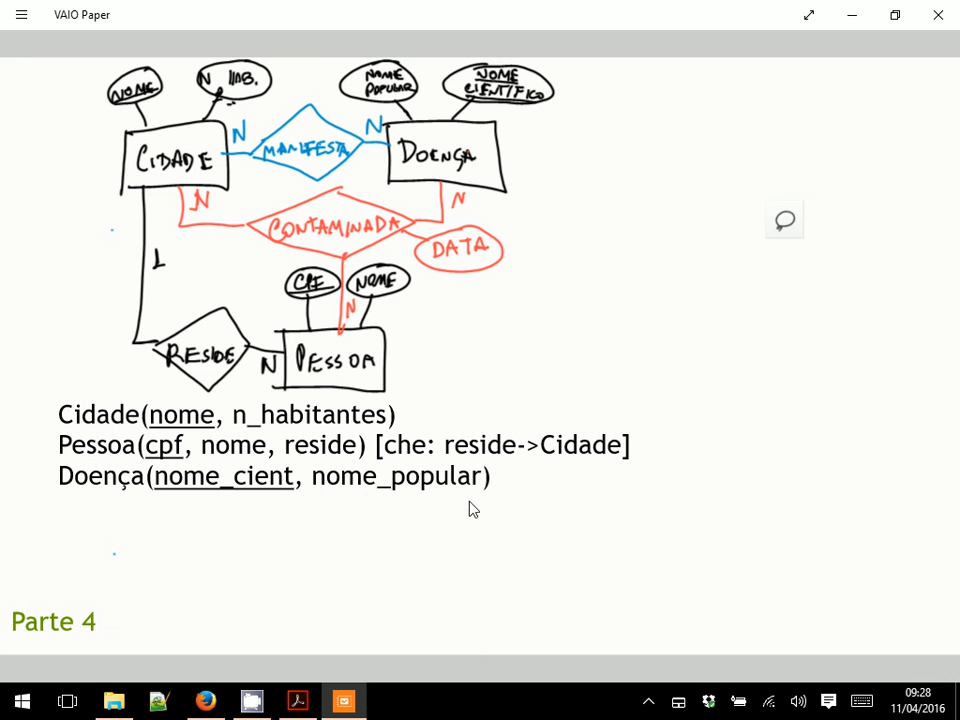 VAIO Paper
NOME
N HAB.
NOME
POPULAR
NOME
CIENTIFICO
CIDADE
N
MANIFESTA
N
DOENÇA
N
CONTAMINADA
N
DATA
1
CPF
NOME
N
RESIDE
N
PESSOA
Cidade(nome, n_habitantes)
Pessoa(cpf, nome, reside) [che: reside->Cidade]
Doença(nome_cient, nome_popular)
Parte 4
09:28
11/04/2016